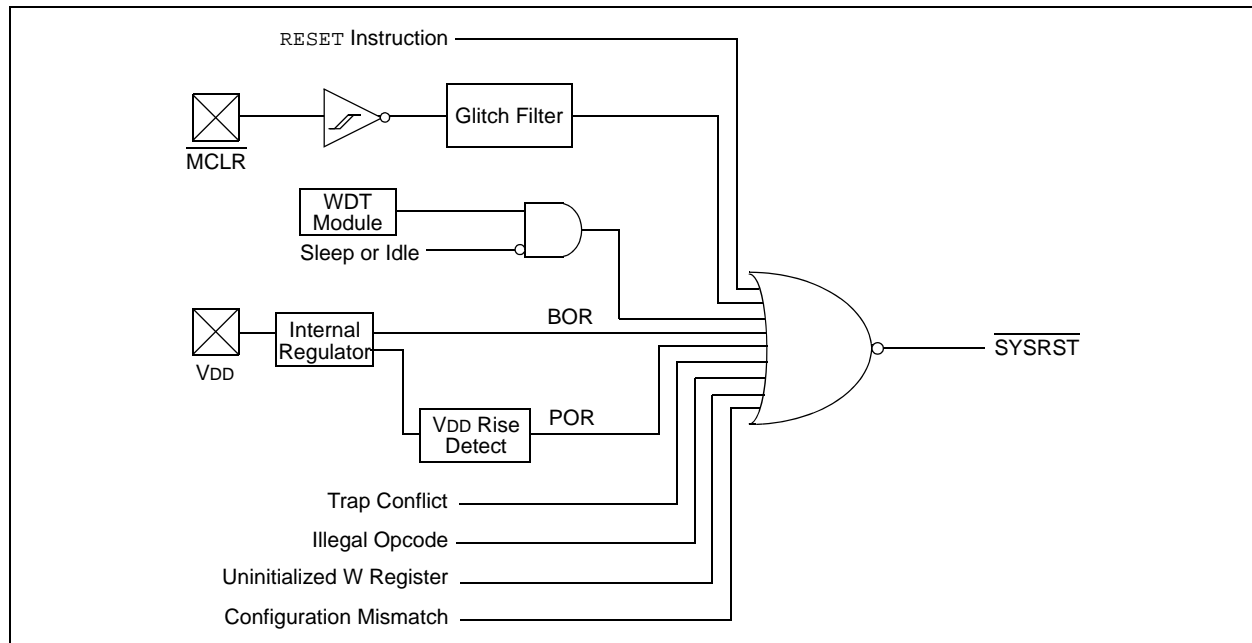 RESET Instruction
MCLR
Glitch Filter
WDT
Module
Sleep or Idle
VDD
Internal
Regulator
BOR
VDD Rise
Detect
POR
SYSRST
Trap Conflict
Illegal Opcode
Uninitialized W Register
Configuration Mismatch